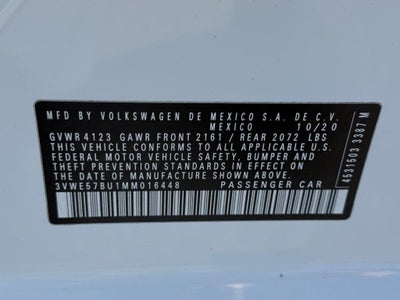 MFD BY VOLKSWAGEN DE MEXICO S.A. DE C.V.
MEXICO 10/20
GVWR 4123 GAWR FRONT 2161 / REAR 2072 LBS
THIS VEHICLE CONFORMS TO ALL APPLICABLE U.S.
FEDERAL MOTOR VEHICLE SAFETY, BUMPER AND
THEFT PREVENTION STANDARDS
IN EFFECT ON THE DATE OF MANUFACTURE
3VWE57BU1MM016448 PASSENGER CAR
4531503 3387 M